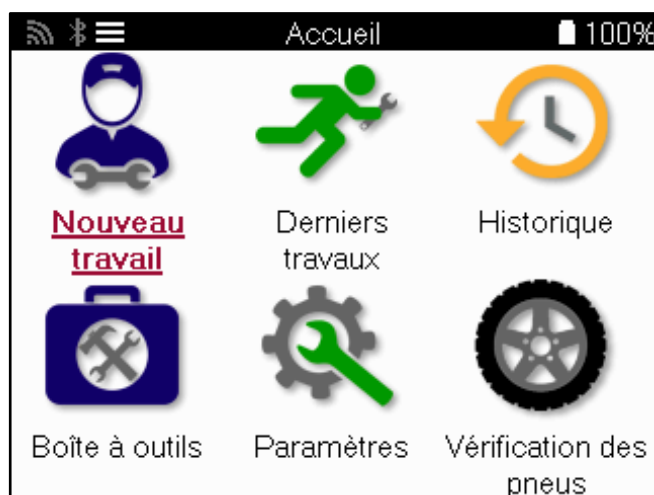 Accueil 100%
Nouveau travail
Derniers travaux
Historique
Boîte à outils
Paramètres
Vérification des pneus